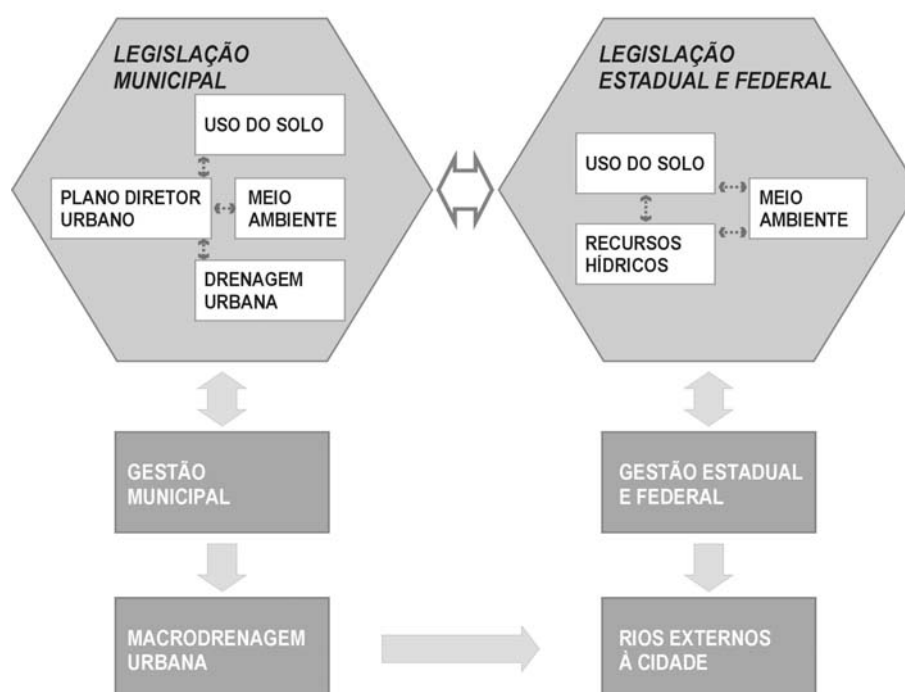 LEGISLAÇÃO
MUNICIPAL
USO DO SOLO
PLANO DIRETOR
URBANO
MEIO
AMBIENTE
DRENAGEM
URBANA
LEGISLAÇÃO
ESTADUAL E FEDERAL
USO DO SOLO
MEIO
AMBIENTE
RECURSOS
HÍDRICOS
GESTÃO
MUNICIPAL
GESTÃO ESTADUAL
E FEDERAL
MACRODRENAGEM
URBANA
RIOS EXTERNOS
À CIDADE